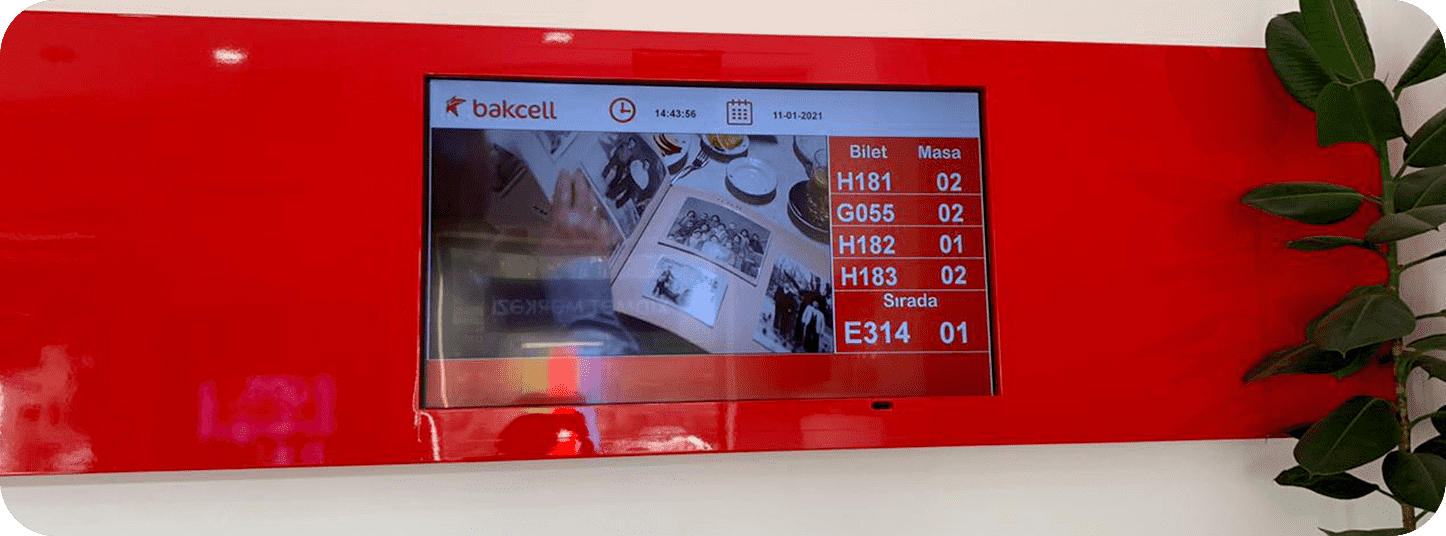 bakcell 14:43:56 11-01-2021
Bilet Masa
H181 02
G055 02
H182 01
H183 02
Sırada
E314 01